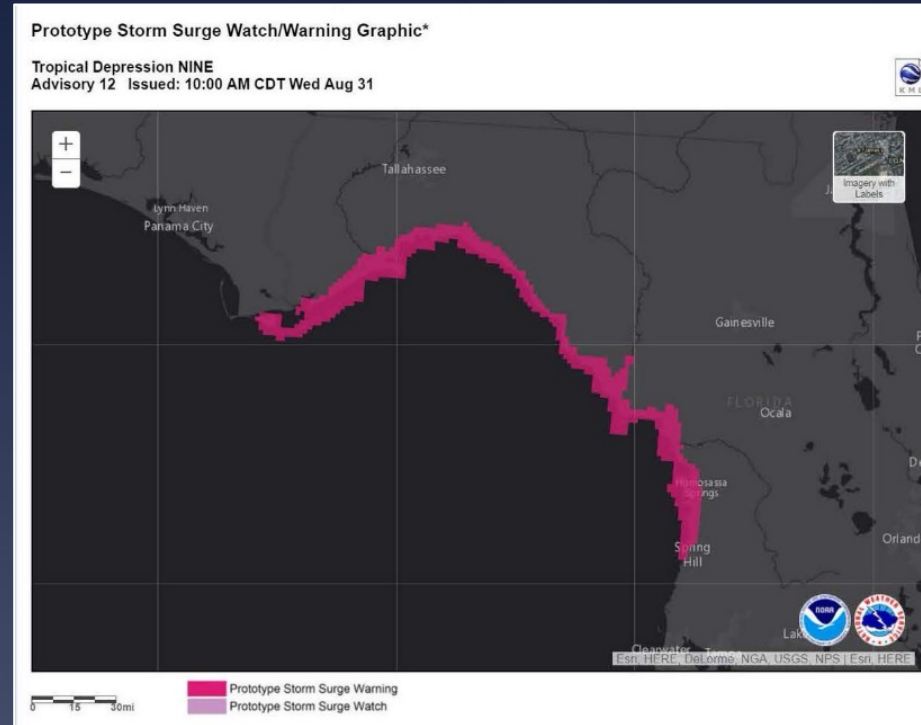 Prototype Storm Surge Watch/Warning Graphic*
Tropical Depression NINE
Advisory 12 Issued: 10:00 AM CDT Wed Aug 31
KML
+
−
Tallahassee
Imagery with
Labels
Lynn Haven
Panama City
Gainesville
FLORIDA
Ocala
Homosassa
Springs
Orland
Spring
Hill
NOAA
Clearwater
Esri, HERE, DeLorme, NGA, USGS, NPS | Esri, HERE
0 15 30mi
Prototype Storm Surge Warning
Prototype Storm Surge Watch